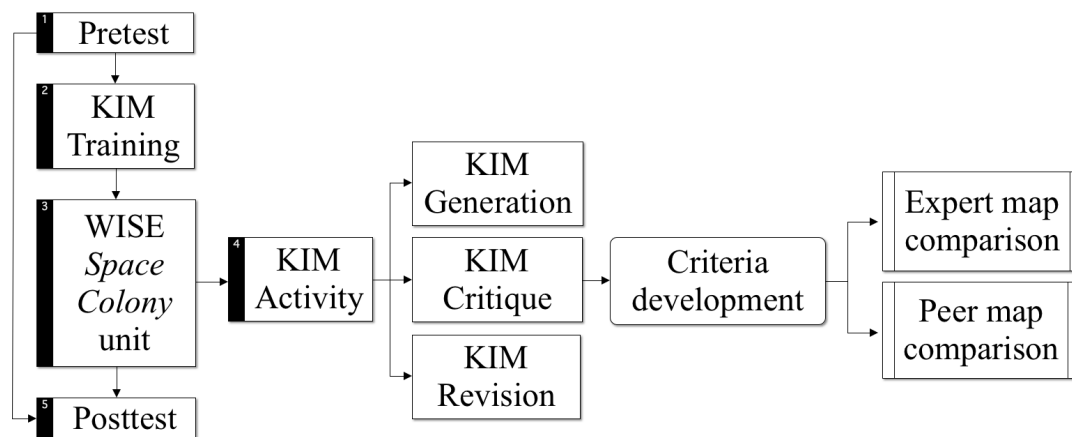 1
Pretest
2
KIM
Training
3
WISE
Space
Colony
unit
4
KIM
Activity
5
Posttest
KIM
Generation
KIM
Critique
KIM
Revision
Criteria
development
Expert map
comparison
Peer map
comparison